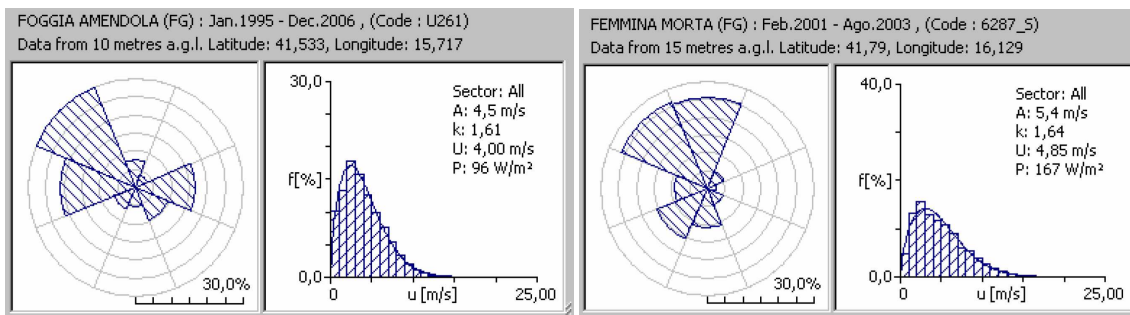 FOGGIA AMENDOLA (FG) : Jan.1995 - Dec.2006 , (Code : U261)
Data from 10 metres a.g.l. Latitude: 41,533, Longitude: 15,717
30,0%
30,0
f[%]
0,0
0
u [m/s]
25,00
Sector: All
A: 4,5 m/s
k: 1,61
U: 4,00 m/s
P: 96 W/m²
FEMMINA MORTA (FG) : Feb.2001 - Ago.2003 , (Code : 6287_S)
Data from 15 metres a.g.l. Latitude: 41,79, Longitude: 16,129
30,0%
40,0
f[%]
0,0
0
u [m/s]
25,00
Sector: All
A: 5,4 m/s
k: 1,64
U: 4,85 m/s
P: 167 W/m²